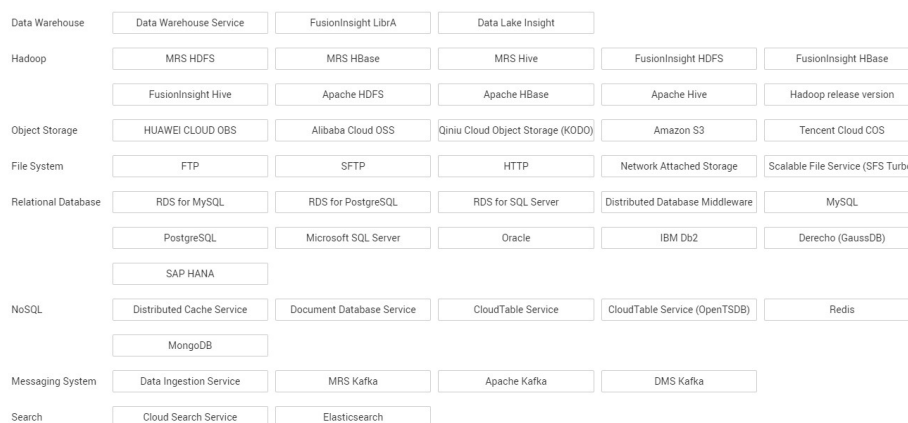 Data Warehouse Data Warehouse Service FusionInsight LibrA Data Lake Insight
Hadoop MRS HDFS MRS HBase MRS Hive FusionInsight HDFS FusionInsight HBase
FusionInsight Hive Apache HDFS Apache HBase Apache Hive Hadoop release version
Object Storage HUAWEI CLOUD OBS Alibaba Cloud OSS Qiniu Cloud Object Storage (KODO) Amazon S3 Tencent Cloud COS
File System FTP SFTP HTTP Network Attached Storage Scalable File Service (SFS Turb
Relational Database RDS for MySQL RDS for PostgreSQL RDS for SQL Server Distributed Database Middleware MySQL
PostgreSQL Microsoft SQL Server Oracle IBM Db2 Derecho (GaussDB)
SAP HANA
NoSQL Distributed Cache Service Document Database Service CloudTable Service CloudTable Service (OpenTSDB) Redis
MongoDB
Messaging System Data Ingestion Service MRS Kafka Apache Kafka DMS Kafka
Search Cloud Search Service Elasticsearch